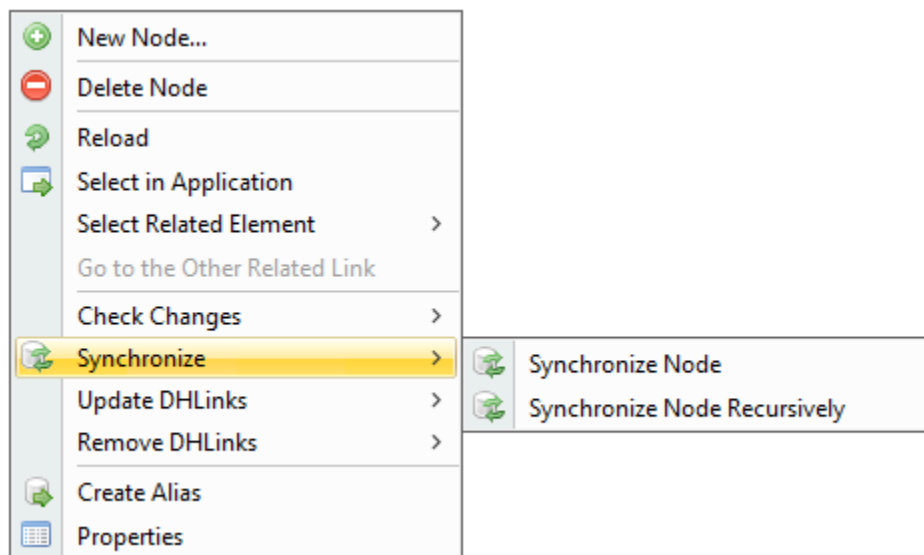 New Node...
Delete Node
Reload
Select in Application
Select Related Element
Go to the Other Related Link
Check Changes
Synchronize
Synchronize Node
Synchronize Node Recursively
Update DHLinks
Remove DHLinks
Create Alias
Properties